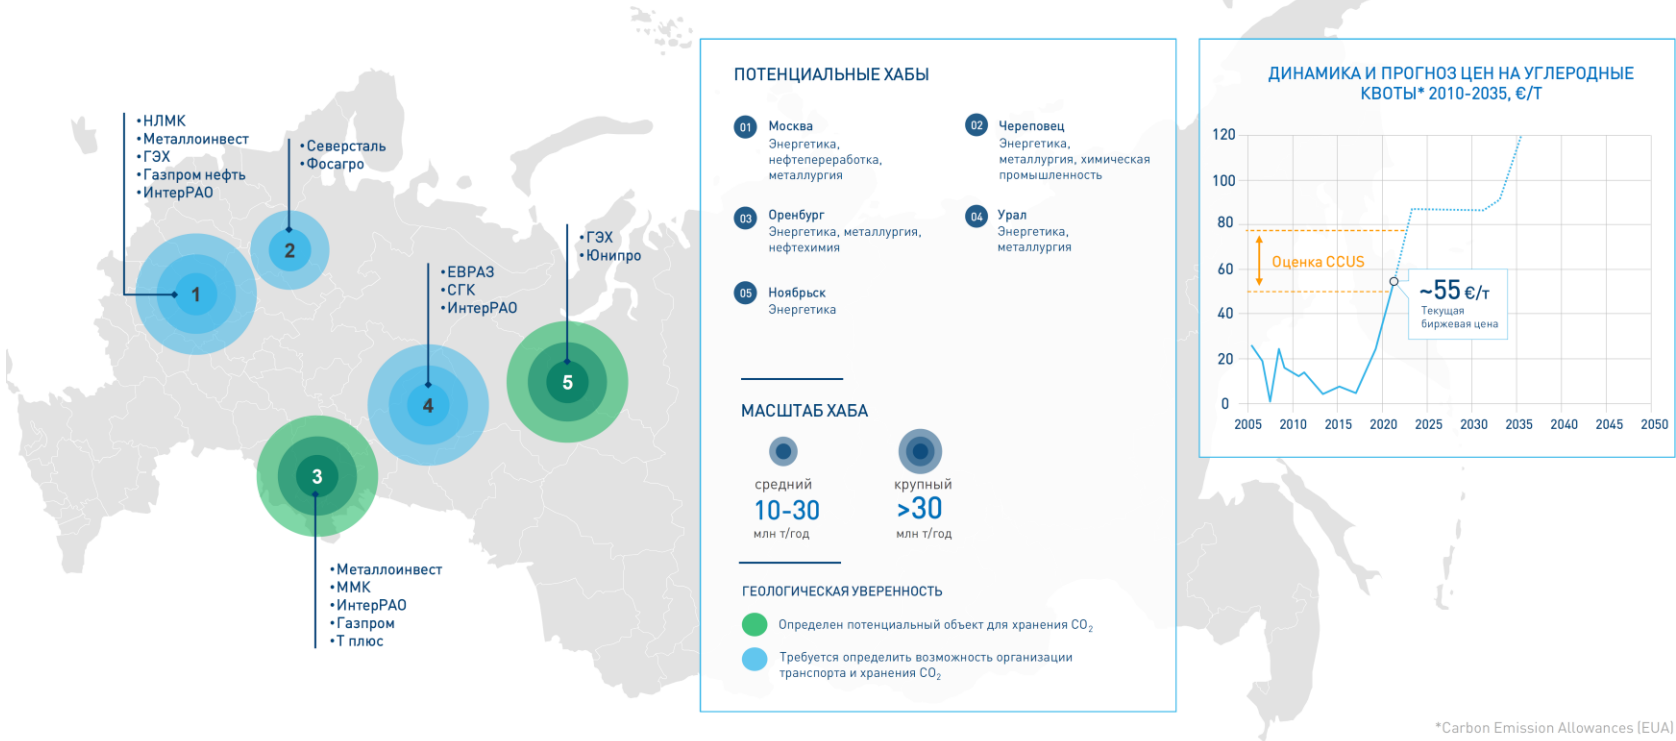 •НЛМК
•Металлоинвест
•ГЭХ
•Газпром нефть
•ИнтерРАО
•Северсталь
•Фосагро
•ГЭХ
•Юнипро
•ЕВРАЗ
•СГК
•ИнтерРАО
1
2
3
4
5
•Металлоинвест
•ММК
•ИнтерРАО
•Газпром
•Т плюс
ПОТЕНЦИАЛЬНЫЕ ХАБЫ
01 Москва
Энергетика,
нефтепереработка,
металлургия
02 Череповец
Энергетика,
металлургия, химическая
промышленность
03 Оренбург
Энергетика, металлургия,
нефтехимия
04 Урал
Энергетика,
металлургия
05 Ноябрьск
Энергетика
МАСШТАБ ХАБА
средний
10-30
млн т/год
крупный
>30
млн т/год
ГЕОЛОГИЧЕСКАЯ УВЕРЕННОСТЬ
Определен потенциальный объект для хранения CO₂
Требуется определить возможность организации
транспорта и хранения CO₂
ДИНАМИКА И ПРОГНОЗ ЦЕН НА УГЛЕРОДНЫЕ
КВОТЫ* 2010-2035, €/Т
120
100
80
60
40
20
0
Оценка CCUS
~55 €/т
Текущая
биржевая цена
2005 2010 2015 2020 2025 2030 2035 2040 2045 2050
*Carbon Emission Allowances (EUA)